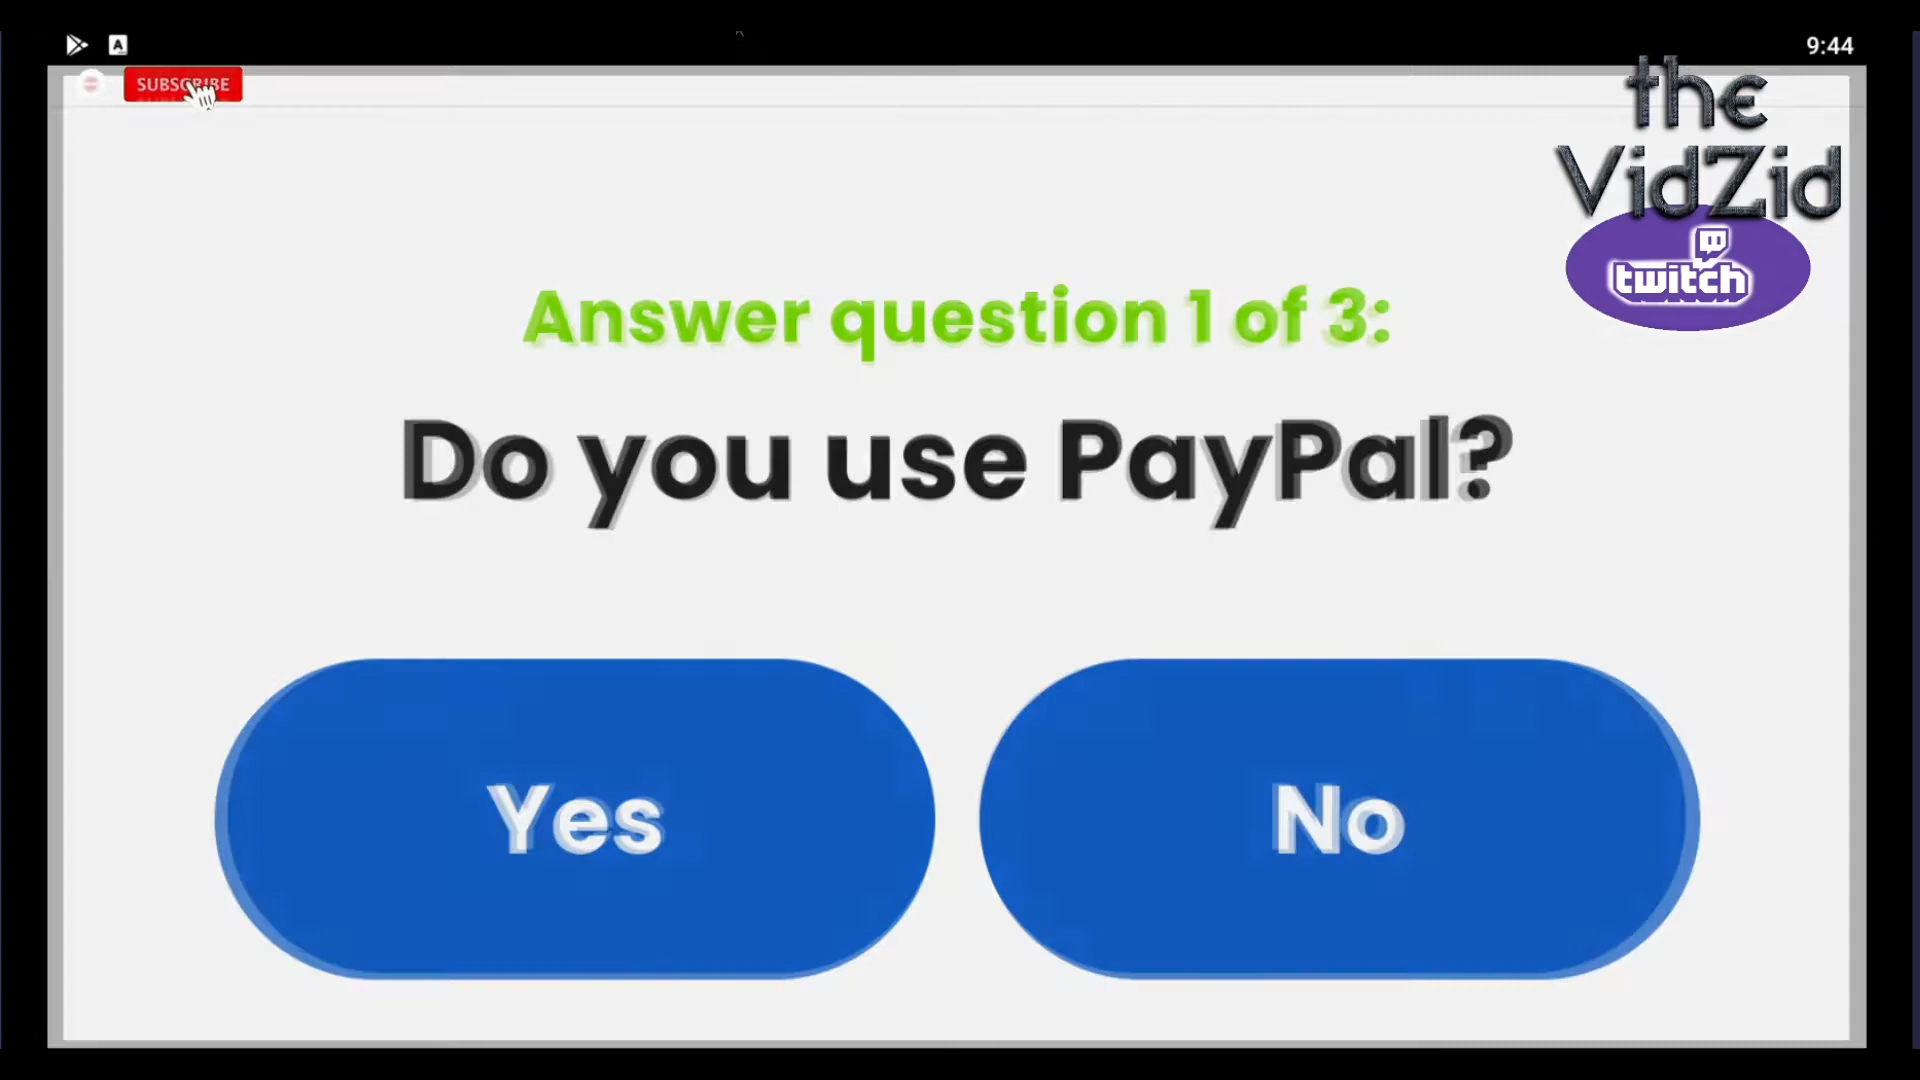 A
9:44
SUBSCRIBE
the
VidZid
twitch
Answer question 1 of 3:
Do you use PayPal?
Yes
No